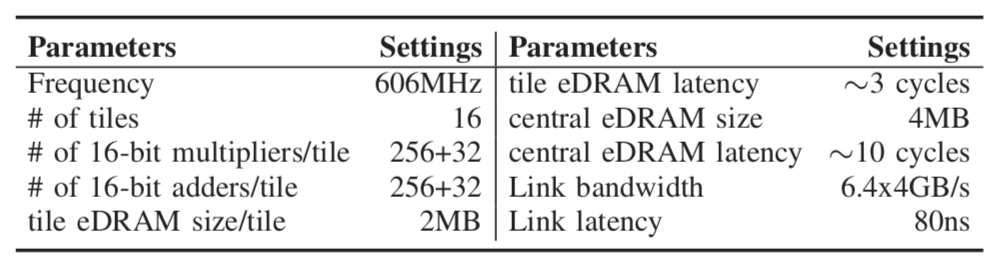 Parameters Settings Parameters Settings
Frequency 606MHz tile eDRAM latency ∼3 cycles
# of tiles 16 central eDRAM size 4MB
# of 16-bit multipliers/tile 256+32 central eDRAM latency ∼10 cycles
# of 16-bit adders/tile 256+32 Link bandwidth 6.4x4GB/s
tile eDRAM size/tile 2MB Link latency 80ns